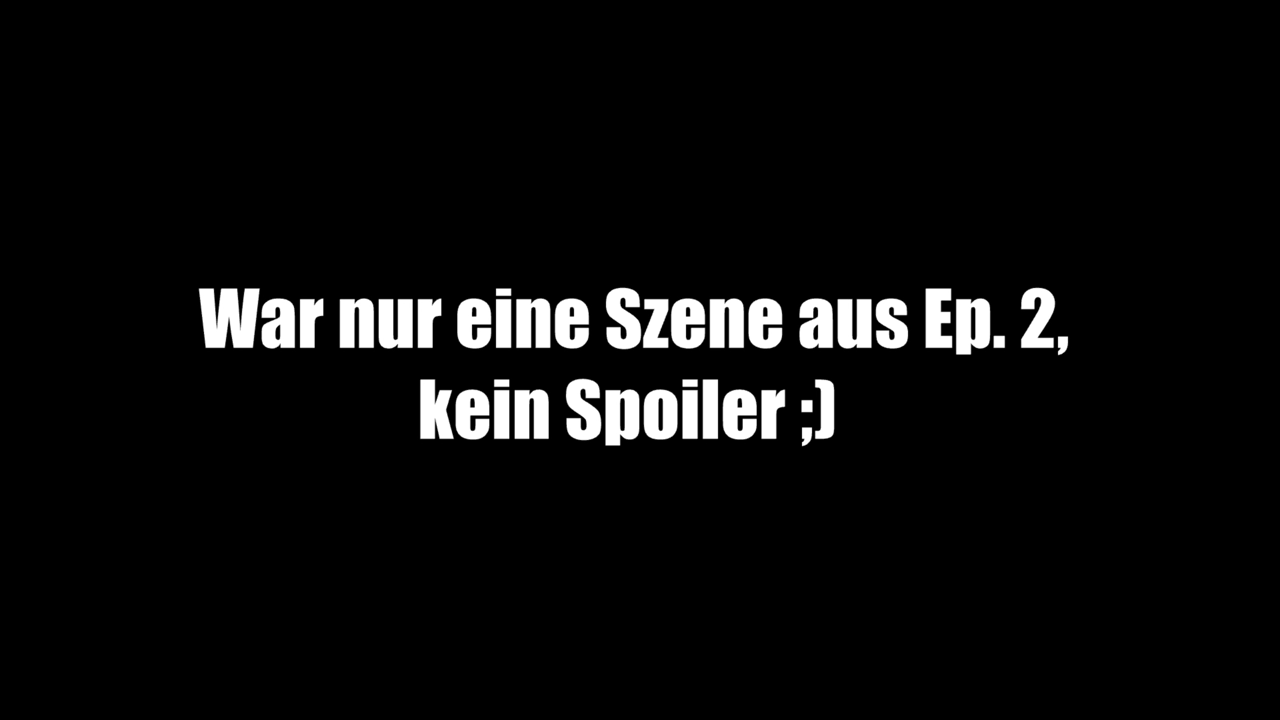 War nur eine Szene aus Ep. 2,
kein Spoiler ;)